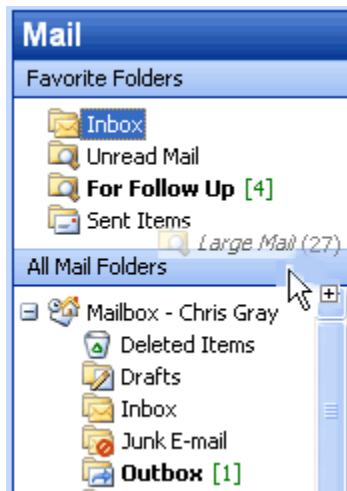 Mail
Favorite Folders
Inbox
Unread Mail
For Follow Up [4]
Sent Items
Large Mail (27)
All Mail Folders
Mailbox - Chris Gray
Deleted Items
Drafts
Inbox
Junk E-mail
Outbox [1]